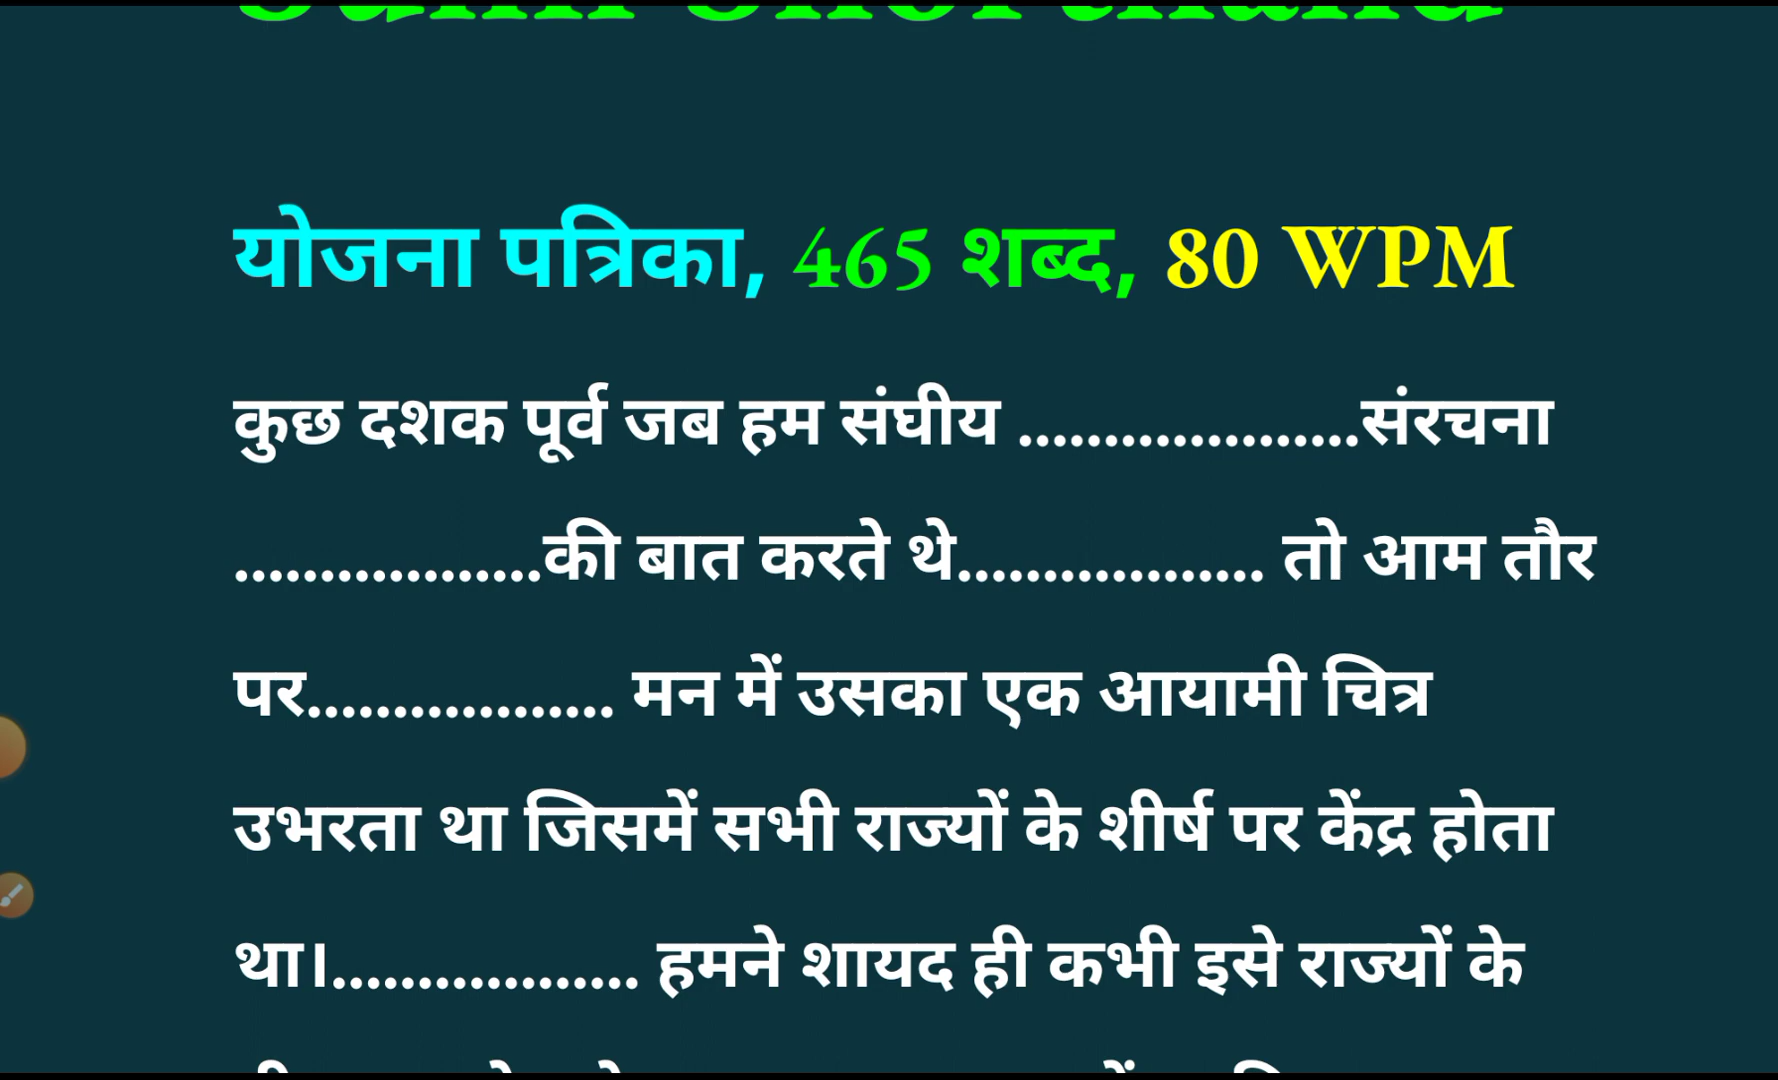 योजना पत्रिका, 465 शब्द, 80 WPM
कुछ दशक पूर्व जब हम संघीय ....................संरचना
..................की बात करते थे.................. तो आम तौर
पर.................. मन में उसका एक आयामी चित्र
उभरता था जिसमें सभी राज्यों के शीर्ष पर केंद्र होता
था।.................. हमने शायद ही कभी इसे राज्यों के